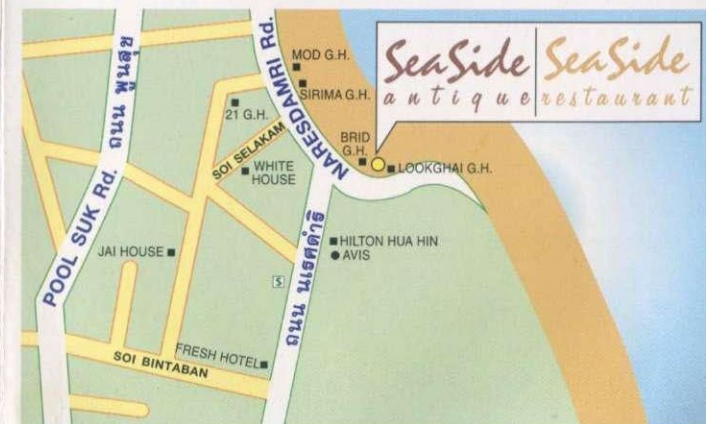 SeaSide SeaSide
antique restaurant
MOD G.H.
SIRIMA G.H.
21 G.H.
SOI SELAKAM
WHITE
HOUSE
NARESDAMRI Rd.
BRID
G.H.
LOOKGHAI G.H.
ถนน พูนสุข
POOL SUK Rd.
JAI HOUSE
HILTON HUA HIN
AVIS
$
ถนน นเรศดำริ
FRESH HOTEL
SOI BINTABAN